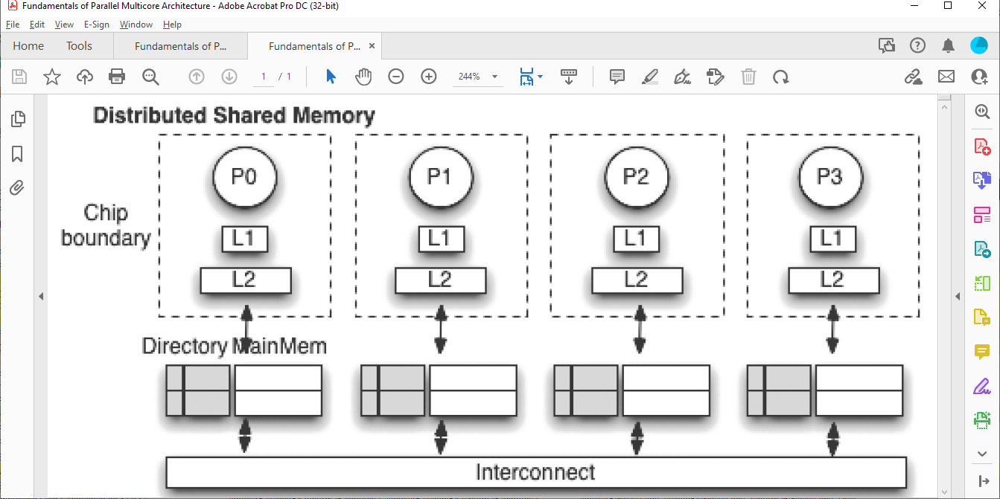 Fundamentals of Parallel Multicore Architecture - Adobe Acrobat Pro DC (32-bit)
File Edit View E-Sign Window Help
Home Tools Fundamentals of P... Fundamentals of P... ×
1 / 1 244%
Distributed Shared Memory
P0 P1 P2 P3
Chip
boundary
L1 L1 L1 L1
L2 L2 L2 L2
Directory MainMem
Interconnect